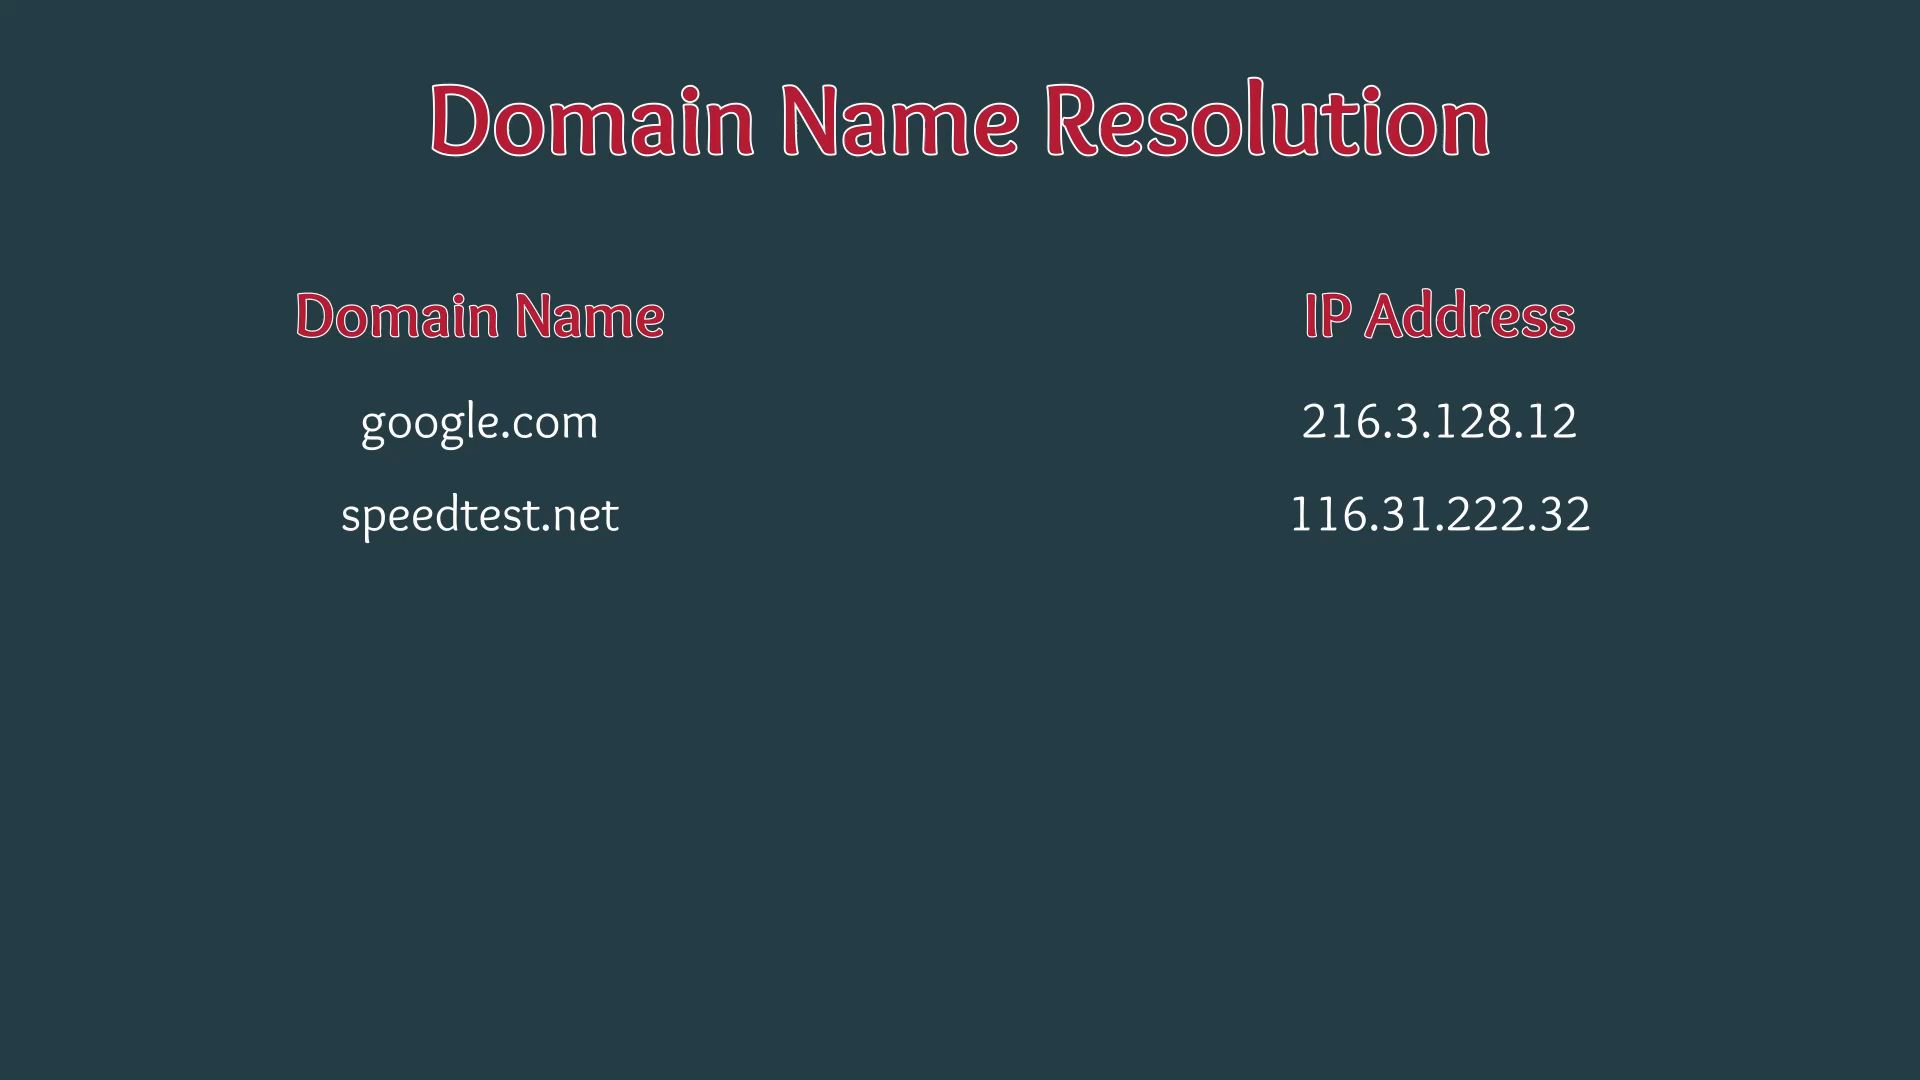 Domain Name Resolution
Domain Name IP Address
google.com 216.3.128.12
speedtest.net 116.31.222.32